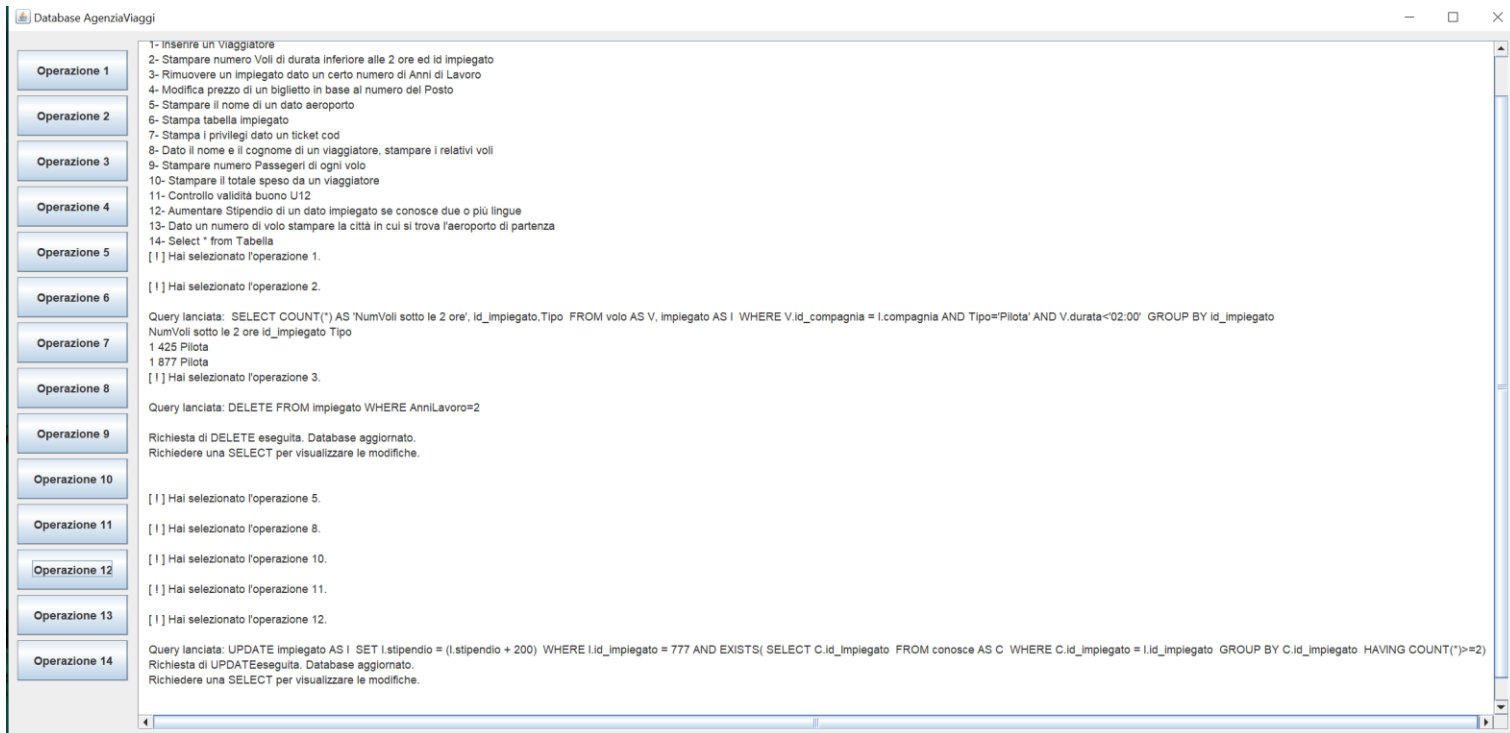 Database AgenziaViaggi
Operazione 1
Operazione 2
Operazione 3
Operazione 4
Operazione 5
Operazione 6
Operazione 7
Operazione 8
Operazione 9
Operazione 10
Operazione 11
Operazione 12
Operazione 13
Operazione 14
1- Inserire un Viaggiatore
2- Stampare numero Voli di durata inferiore alle 2 ore ed id impiegato
3- Rimuovere un impiegato dato un certo numero di Anni di Lavoro
4- Modifica prezzo di un biglietto in base al numero del Posto
5- Stampare il nome di un dato aeroporto
6- Stampa tabella impiegato
7- Stampa i privilegi dato un ticket cod
8- Dato il nome e il cognome di un viaggiatore, stampare i relativi voli
9- Stampare numero Passegeri di ogni volo
10- Stampare il totale speso da un viaggiatore
11- Controllo validità buono U12
12- Aumentare Stipendio di un dato impiegato se conosce due o più lingue
13- Dato un numero di volo stampare la città in cui si trova l'aeroporto di partenza
14- Select * from Tabella
[ ! ] Hai selezionato l'operazione 1.
[ ! ] Hai selezionato l'operazione 2.
Query lanciata:  SELECT COUNT(*) AS 'NumVoli sotto le 2 ore', id_impiegato,Tipo  FROM volo AS V, impiegato AS I  WHERE V.id_compagnia = I.compagnia AND Tipo='Pilota' AND V.durata<'02:00'  GROUP BY id_impiegato
NumVoli sotto le 2 ore id_impiegato Tipo
1 425 Pilota
1 877 Pilota
[ ! ] Hai selezionato l'operazione 3.
Query lanciata: DELETE FROM impiegato WHERE AnniLavoro=2
Richiesta di DELETE eseguita. Database aggiornato.
Richiedere una SELECT per visualizzare le modifiche.
[ ! ] Hai selezionato l'operazione 5.
[ ! ] Hai selezionato l'operazione 8.
[ ! ] Hai selezionato l'operazione 10.
[ ! ] Hai selezionato l'operazione 11.
[ ! ] Hai selezionato l'operazione 12.
Query lanciata: UPDATE impiegato AS I  SET I.stipendio = (I.stipendio + 200)  WHERE I.id_impiegato = 777 AND EXISTS( SELECT C.id_Impiegato  FROM conosce AS C  WHERE C.id_impiegato = I.id_impiegato  GROUP BY C.id_impiegato  HAVING COUNT(*)>=2)
Richiesta di UPDATEeseguita. Database aggiornato.
Richiedere una SELECT per visualizzare le modifiche.